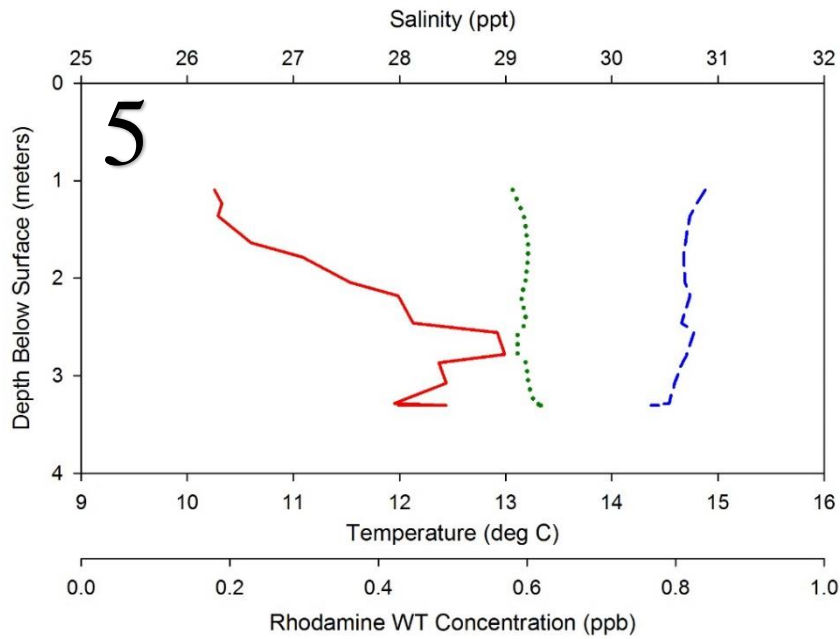 Salinity (ppt)
25 26 27 28 29 30 31 32
5
Depth Below Surface (meters)
0
1
2
3
4
9 10 11 12 13 14 15 16
Temperature (deg C)
0.0 0.2 0.4 0.6 0.8 1.0
Rhodamine WT Concentration (ppb)